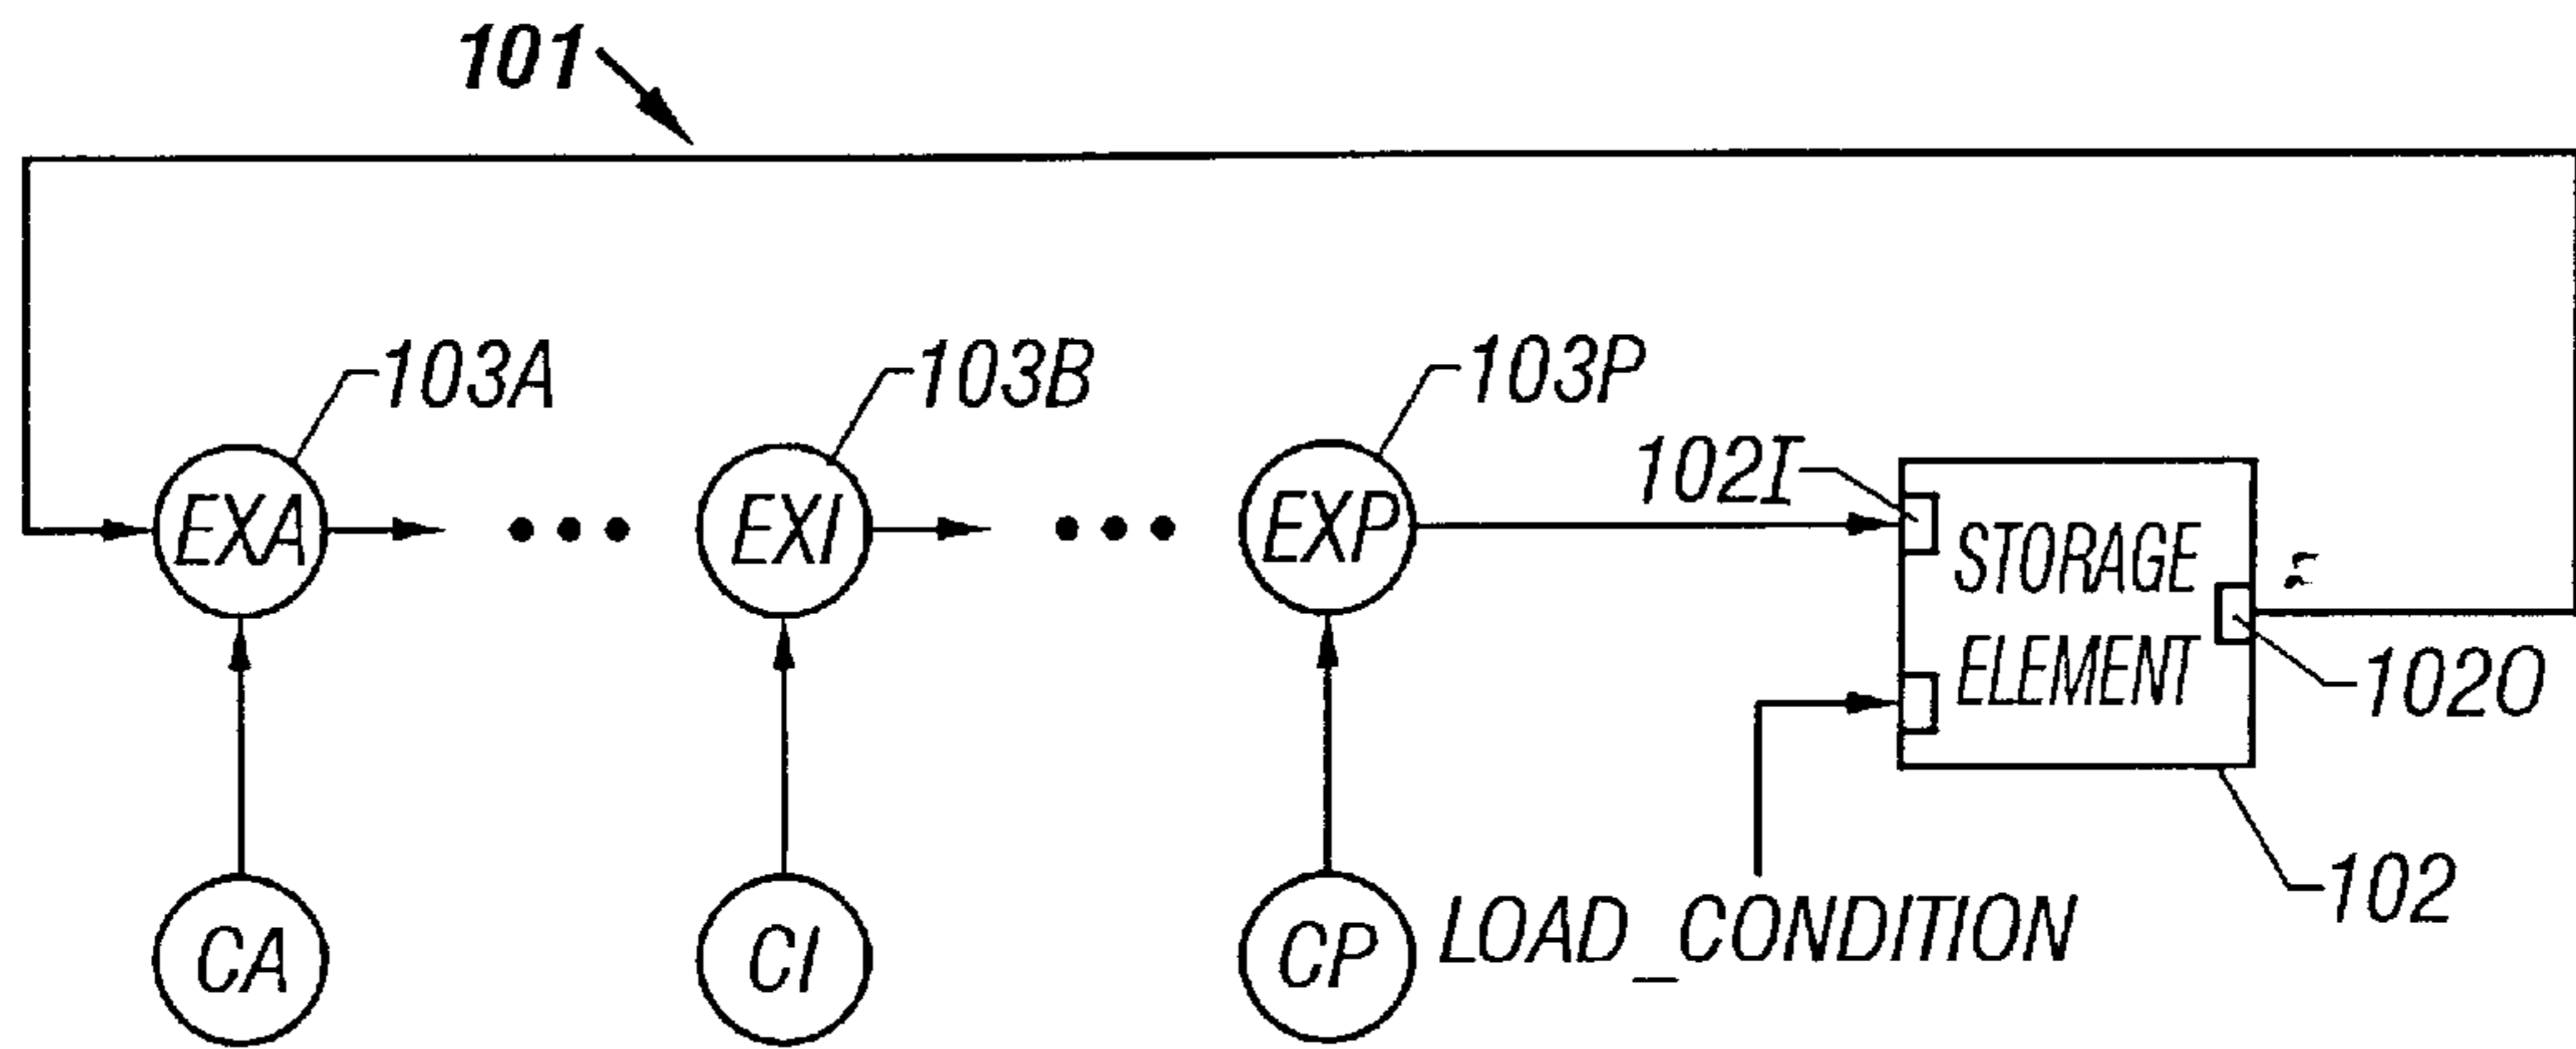 101
103A
103B
103P
102I
EXA
EXI
EXP
STORAGE
ELEMENT
102O
102
CA
CI
CP
LOAD_CONDITION